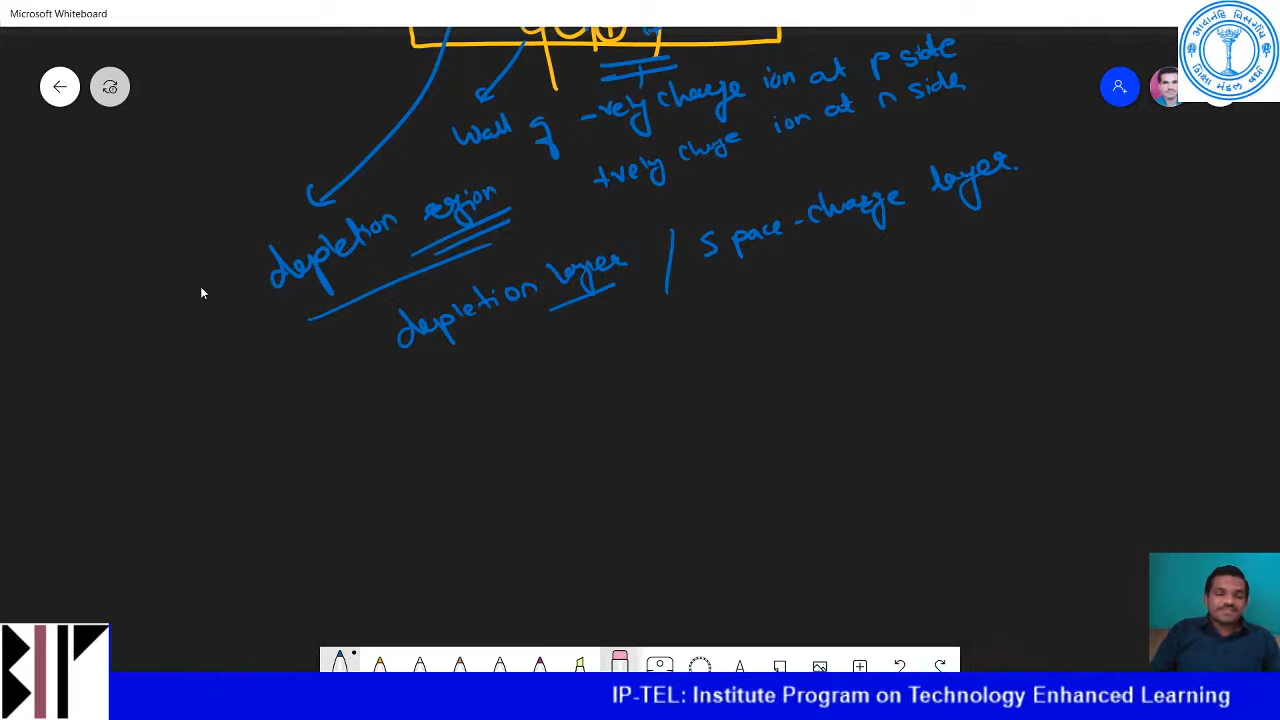 Microsoft Whiteboard
wall of -vely charge ion at p side
+vely charge ion at n side
depletion region
depletion layer / space-charge layer.
IP-TEL: Institute Program on Technology Enhanced Learning